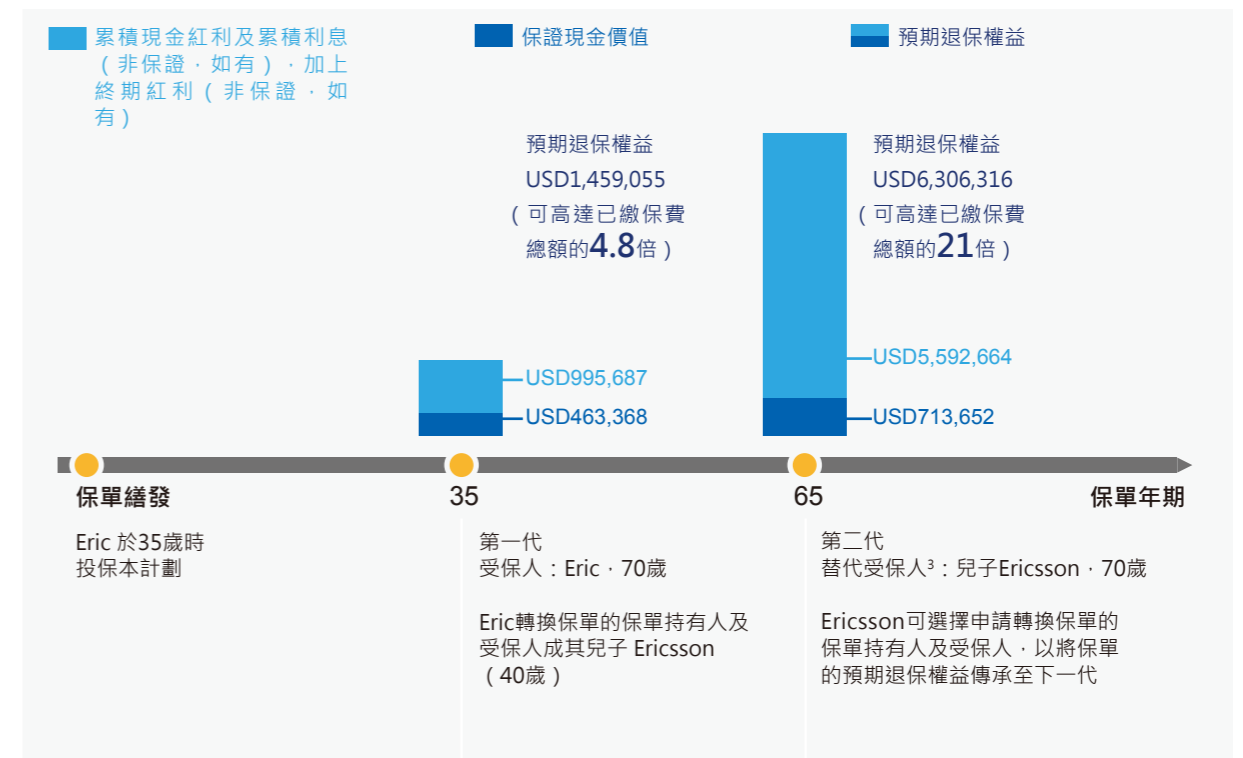 累積現金紅利及累積利息
（非保證，如有），加上
終期紅利（非保證，如
有）
保證現金價值
預期退保權益
預期退保權益
USD1,459,055
（可高達已繳保費
總額的4.8倍）
預期退保權益
USD6,306,316
（可高達已繳保費
總額的21倍）
USD995,687
USD463,368
USD5,592,664
USD713,652
保單繕發
35
65
保單年期
Eric 於35歲時
投保本計劃
第一代
受保人：Eric，70歲
Eric轉換保單的保單持有人及
受保人成其兒子 Ericsson
（40歲）
第二代
替代受保人³：兒子Ericsson，70歲
Ericsson可選擇申請轉換保單的
保單持有人及受保人，以將保單
的預期退保權益傳承至下一代